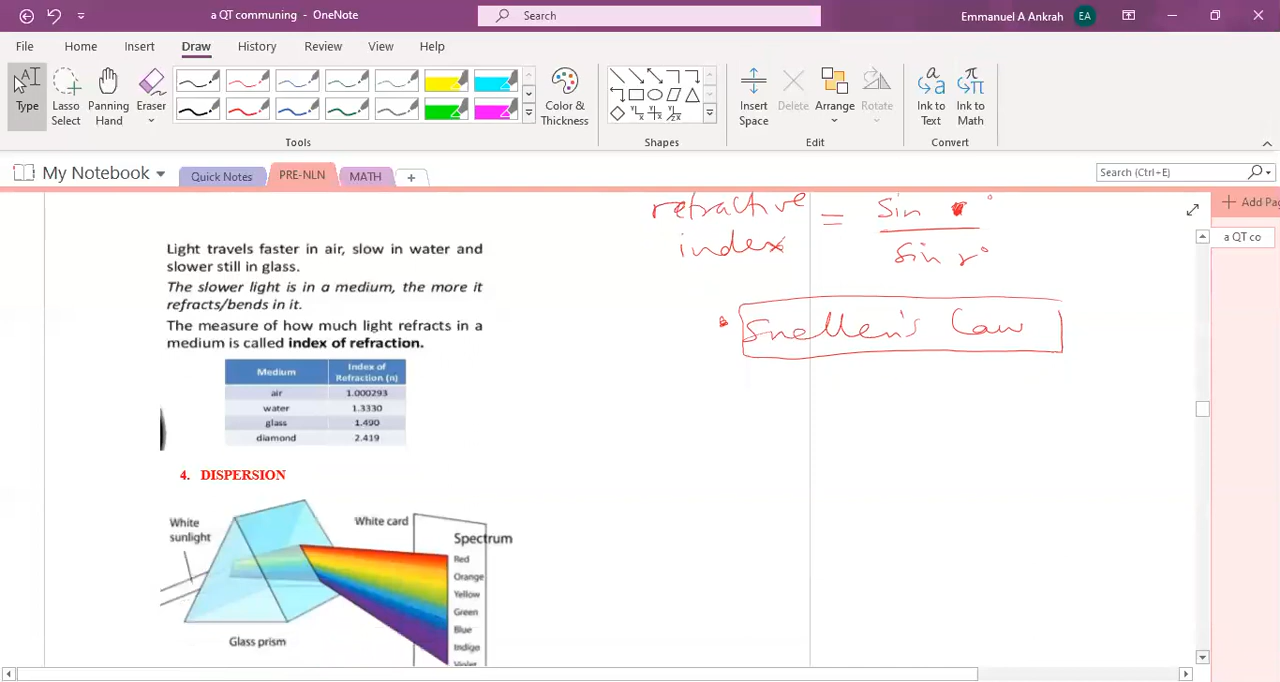 a QT communing - OneNote
Search
Emmanuel A Ankrah
EA
File Home Insert Draw History Review View Help
Type
Lasso Select
Panning Hand
Eraser
Color & Thickness
Insert Space
Delete
Arrange
Rotate
Ink to Text
Ink to Math
Tools
Shapes
Edit
Convert
My Notebook
Quick Notes
PRE-NLN
MATH
Search (Ctrl+E)
Add Pag
a QT co
refractive index = Sin r° / Sin r°
Snellen's Law
Light travels faster in air, slow in water and
slower still in glass.
The slower light is in a medium, the more it
refracts/bends in it.
The measure of how much light refracts in a
medium is called index of refraction.
Medium Index of Refraction (n)
air 1.000293
water 1.3330
glass 1.490
diamond 2.419
4. DISPERSION
White sunlight
White card
Spectrum
Red
Orange
Yellow
Green
Blue
Indigo
Violet
Glass prism